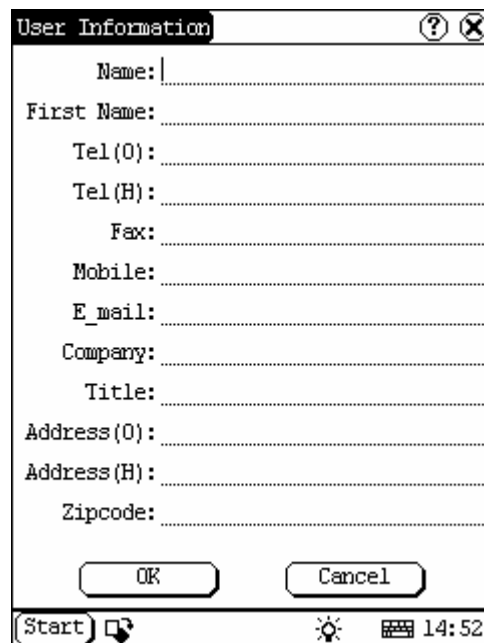 User Information ?
Name:
First Name:
Tel(O):
Tel(H):
Fax:
Mobile:
E_mail:
Company:
Title:
Address(O):
Address(H):
Zipcode:
OK Cancel
Start 14:52